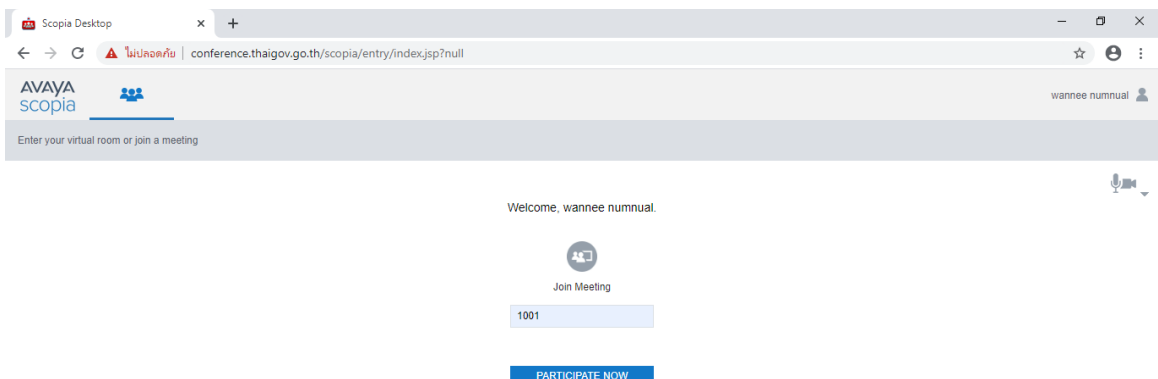 Scopia Desktop
ไม่ปลอดภัย conference.thaigov.go.th/scopia/entry/index.jsp?null
AVAYA
scopia
wannee numnual
Enter your virtual room or join a meeting
Welcome, wannee numnual.
Join Meeting
1001
PARTICIPATE NOW